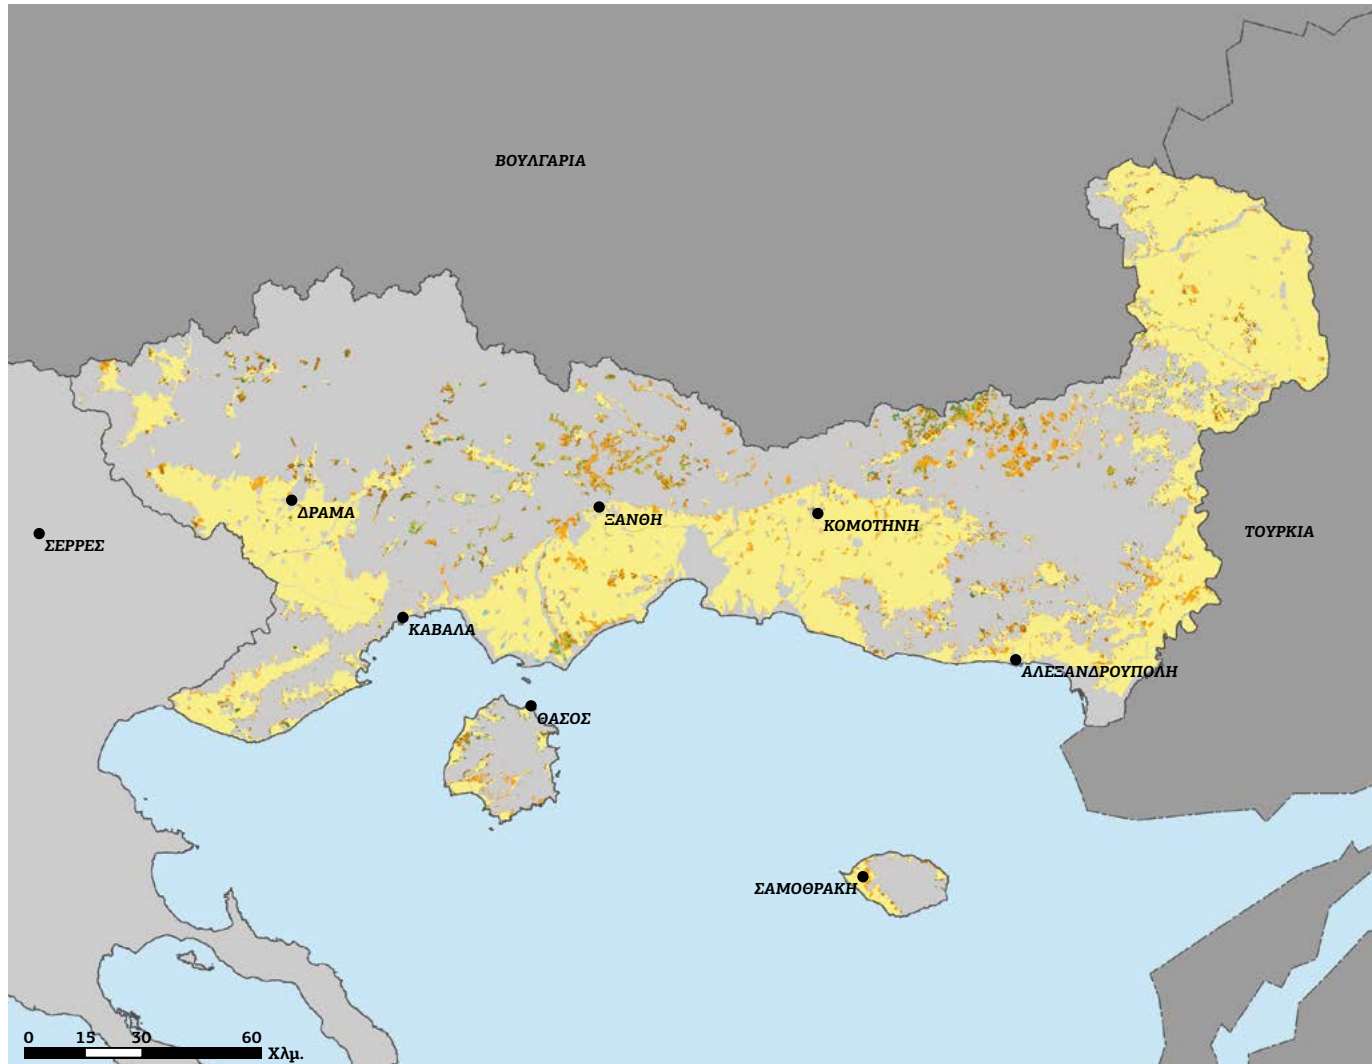 ΒΟΥΛΓΑΡΙΑ
ΔΡΑΜΑ
ΞΑΝΘΗ
ΚΟΜΟΤΗΝΗ
ΤΟΥΡΚΙΑ
ΣΕΡΡΕΣ
ΚΑΒΑΛΑ
ΑΛΕΞΑΝΔΡΟΥΠΟΛΗ
ΘΑΣΟΣ
ΣΑΜΟΘΡΑΚΗ
0 15 30 60
Χλμ.